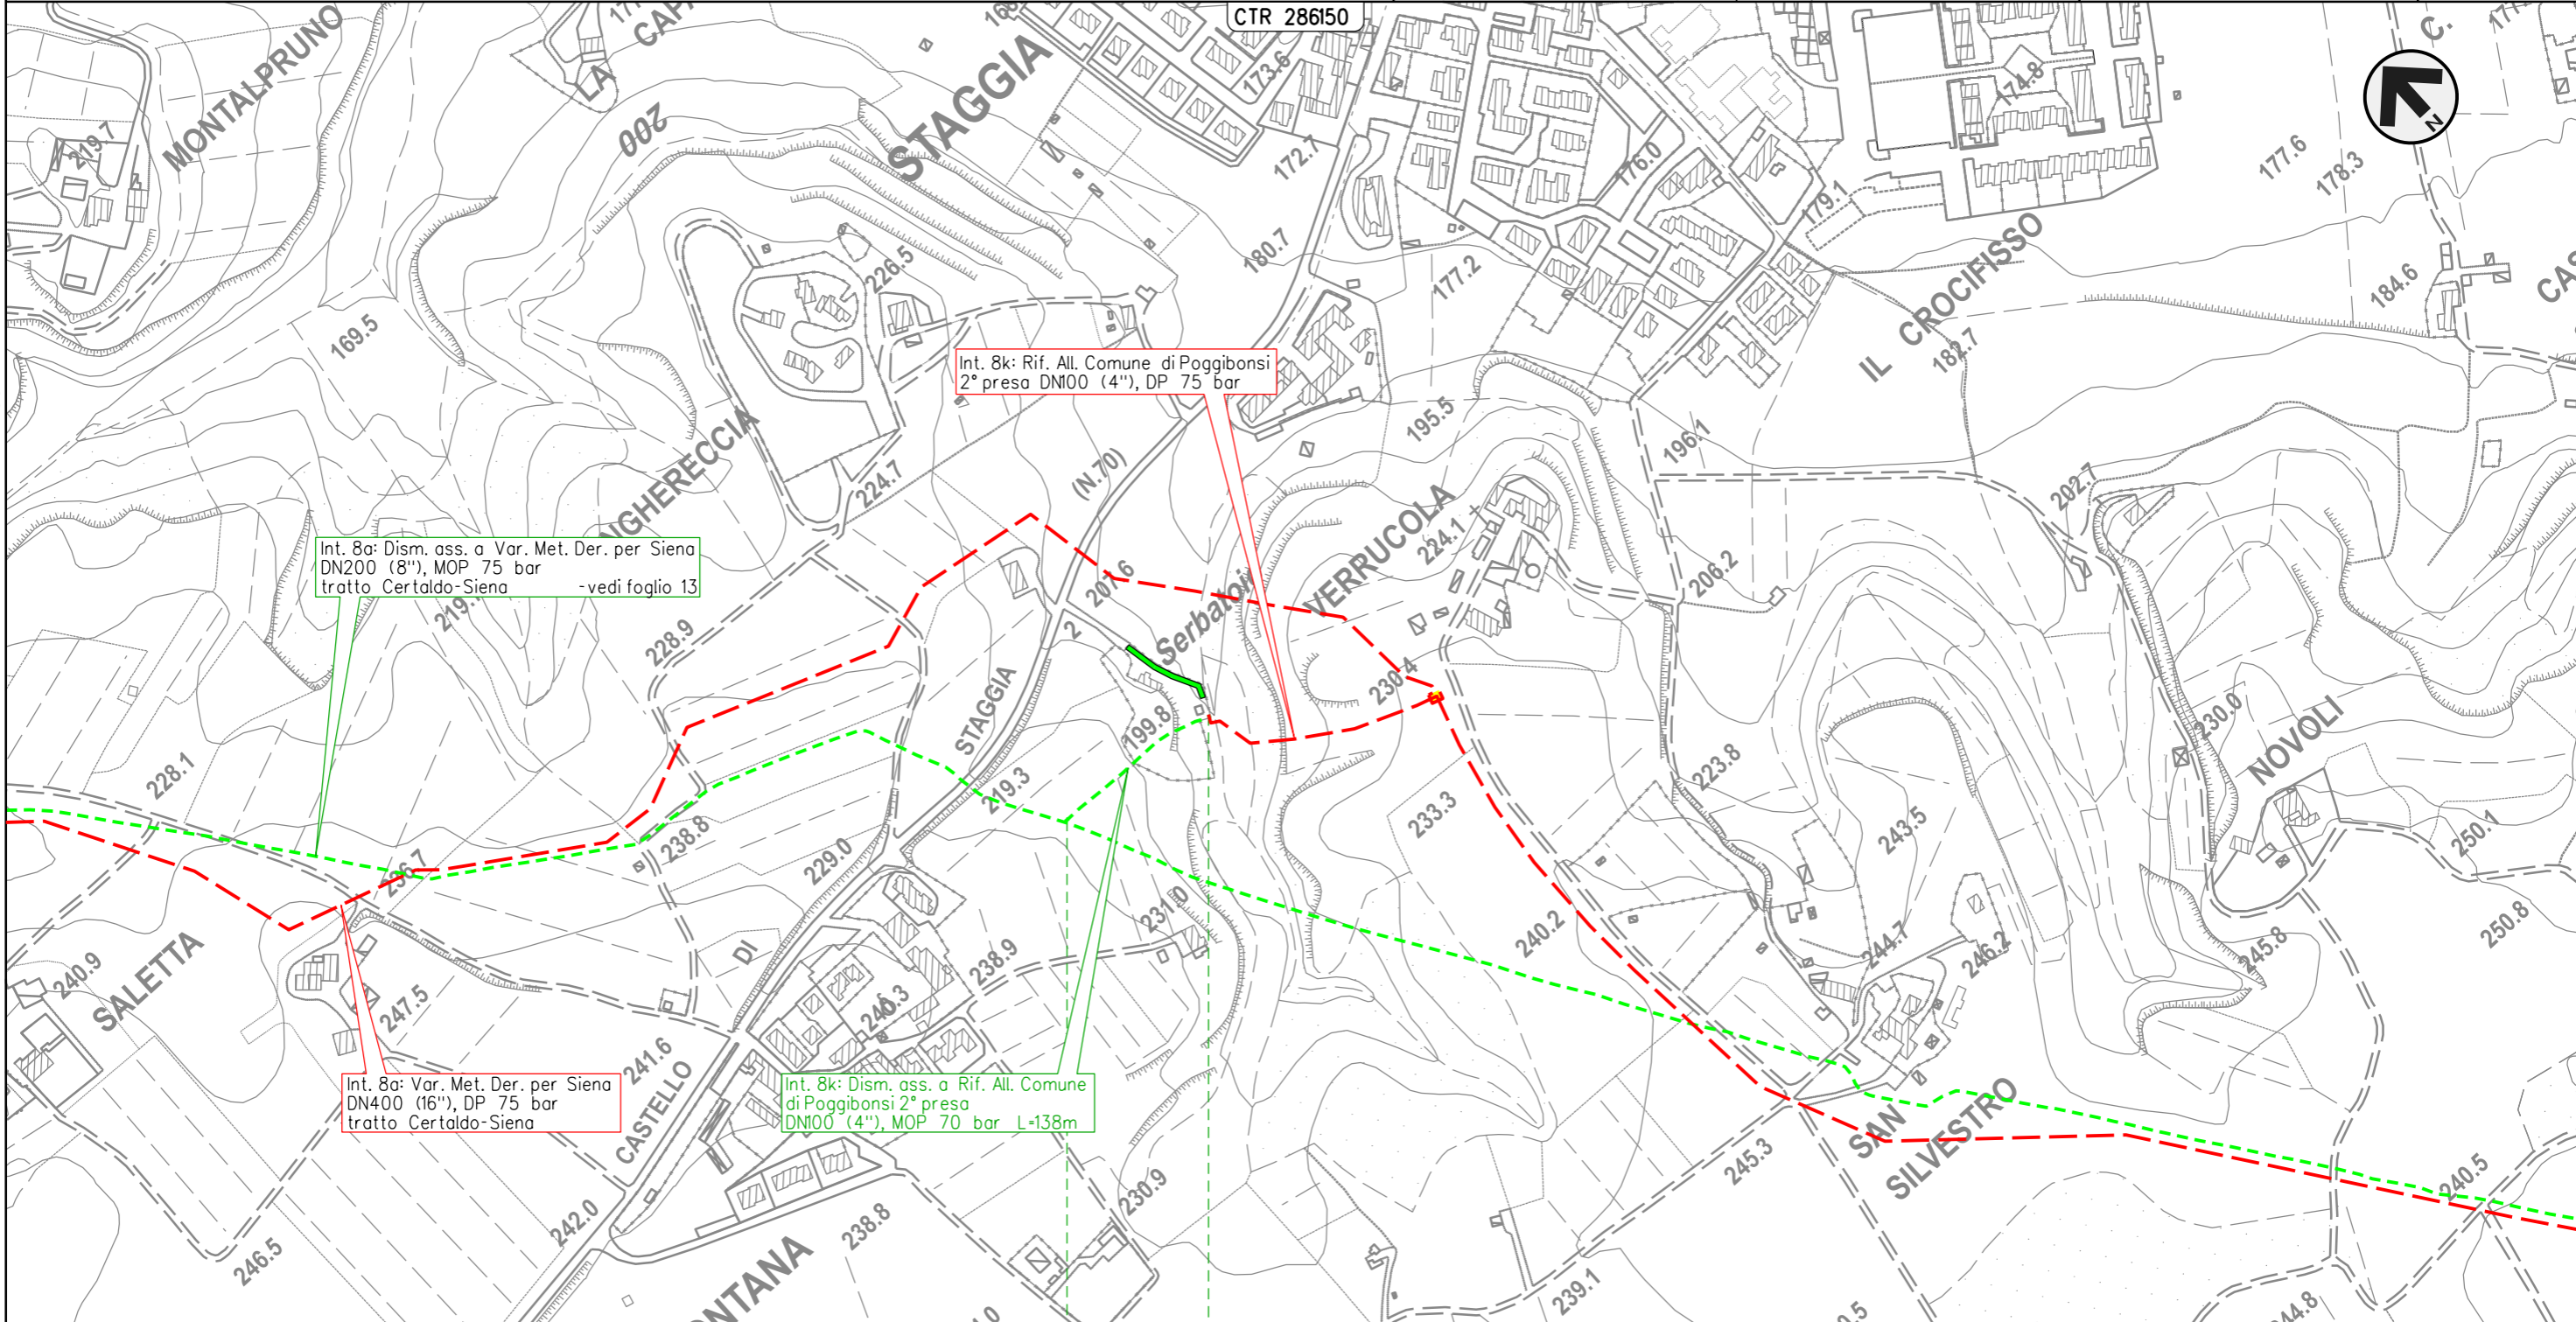 CTR 286150
MONTALPRUNO
LA
200
STAGGIA
173.6
172.7
174.8
176.0
179.1
177.6
178.3
C.
N
219.7
169.5
226.5
180.7
177.2
184.6
IL CROCIFISSO
182.7
Int. 8k: Rif. All. Comune di Poggibonsi
2° presa DN100 (4"), DP 75 bar
195.5
196.1
224.7
(N.70)
202.7
Int. 8a: Dism. ass. a Var. Met. Der. per Siena
DN200 (8"), MOP 75 bar
tratto Certaldo-Siena -vedi foglio 13
VERRUCOLA
224.1
207.6
206.2
228.9
2
Serbatoi
230.4
STAGGIA
199.8
230.0
NOVOLI
228.1
219.3
223.8
233.3
243.5
250.1
238.8
229.0
236.7
231.0
240.2
244.7
246.2
245.8
250.8
240.9
SALETTA
DI
238.9
247.5
241.6
CASTELLO
Int. 8a: Var. Met. Der. per Siena
DN400 (16"), DP 75 bar
tratto Certaldo-Siena
Int. 8k: Dism. ass. a Rif. All. Comune
di Poggibonsi 2° presa
DN100 (4"), MOP 70 bar L=138m
SAN
SILVESTRO
245.3
240.5
230.9
242.0
238.8
246.5
239.1